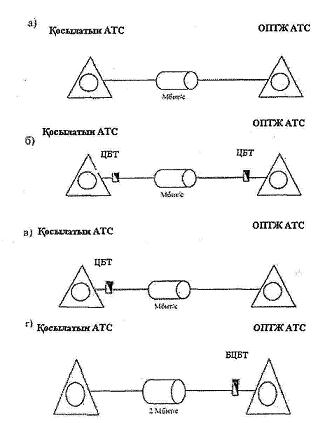 а)
Қосылатын АТС ОПТЖ АТС
Мбит/с
Қосылатын АТС ОПТЖ АТС
б)
ЦБТ ЦБТ
Мбит/с
ОПТЖ АТС
в) Қосылатын АТС
ЦБТ
Мбит/с
г) Қосылатын АТС ОПТЖ АТС
БЦБТ
2 Мбит/с